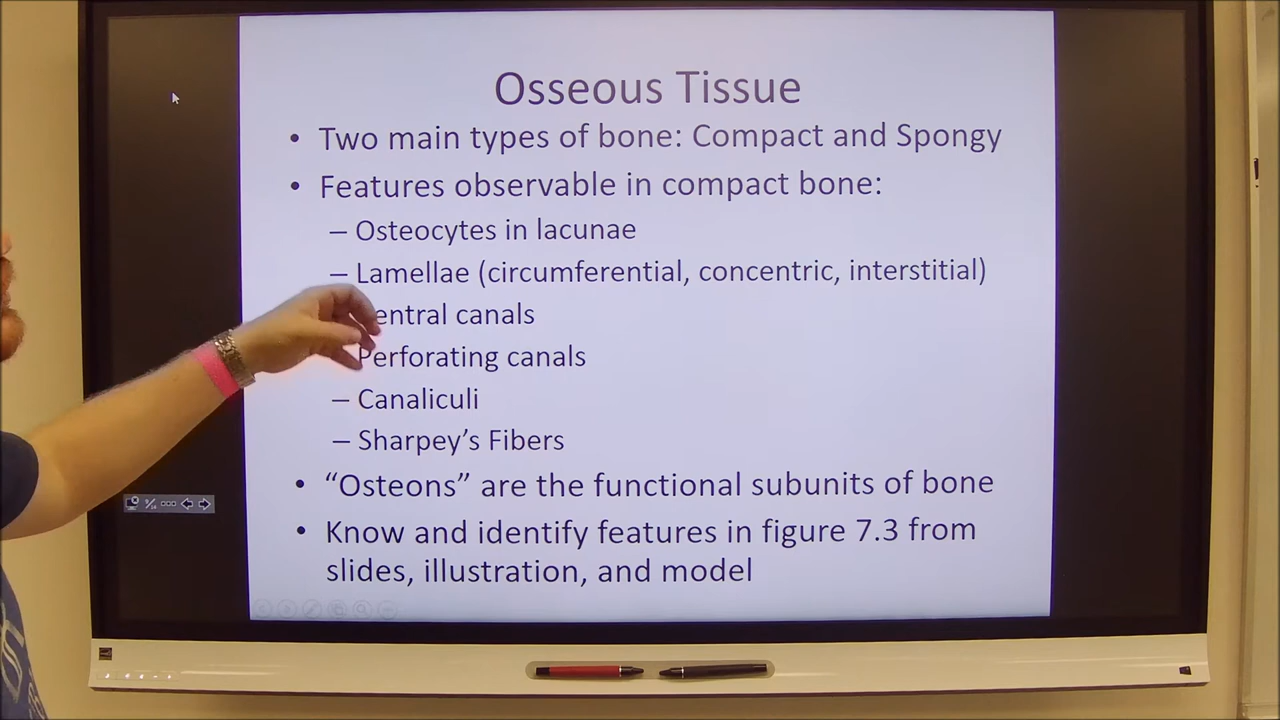 Osseous Tissue
• Two main types of bone: Compact and Spongy
• Features observable in compact bone:
– Osteocytes in lacunae
– Lamellae (circumferential, concentric, interstitial)
entral canals
Perforating canals
– Canaliculi
– Sharpey’s Fibers
• “Osteons” are the functional subunits of bone
• Know and identify features in figure 7.3 from
slides, illustration, and model